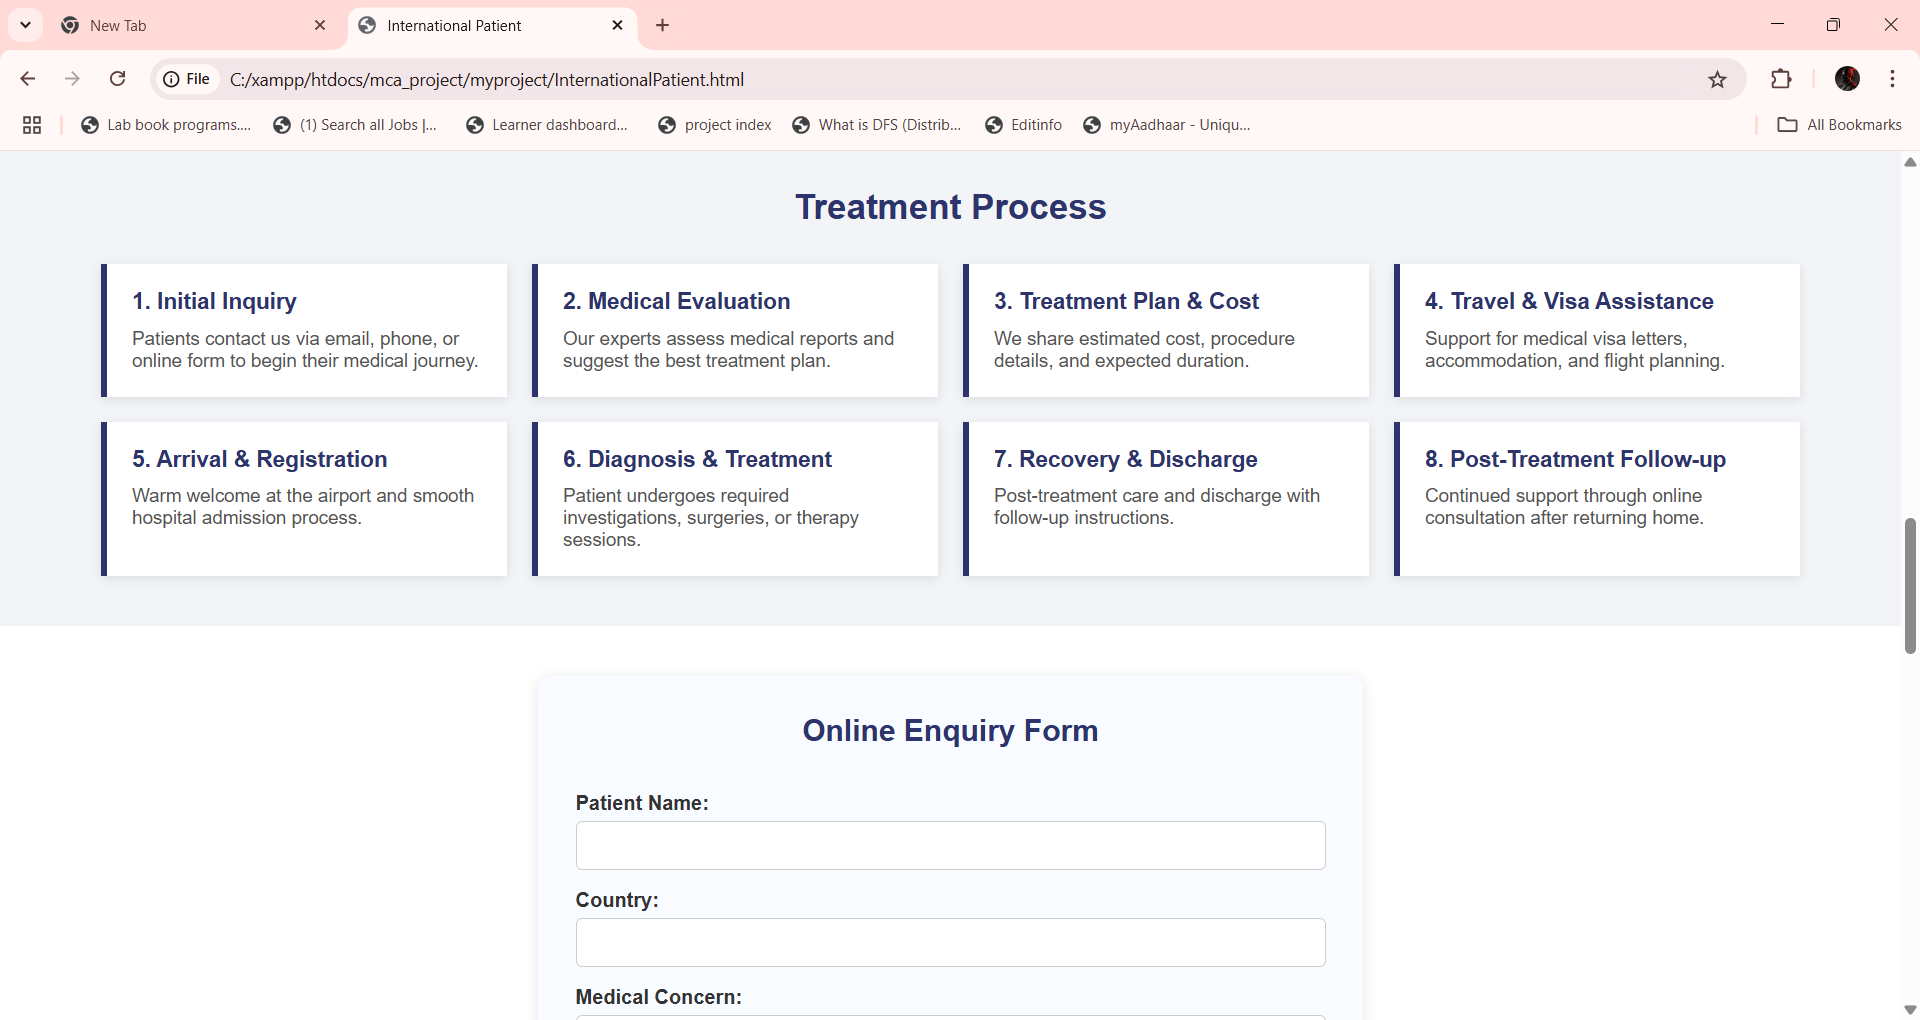 New Tab
International Patient
File
C:/xampp/htdocs/mca_project/myproject/InternationalPatient.html
Lab book programs....
(1) Search all Jobs |...
Learner dashboard...
project index
What is DFS (Distrib...
Editinfo
myAadhaar - Uniqu...
All Bookmarks
Treatment Process
1. Initial Inquiry
Patients contact us via email, phone, or
online form to begin their medical journey.
2. Medical Evaluation
Our experts assess medical reports and
suggest the best treatment plan.
3. Treatment Plan & Cost
We share estimated cost, procedure
details, and expected duration.
4. Travel & Visa Assistance
Support for medical visa letters,
accommodation, and flight planning.
5. Arrival & Registration
Warm welcome at the airport and smooth
hospital admission process.
6. Diagnosis & Treatment
Patient undergoes required
investigations, surgeries, or therapy
sessions.
7. Recovery & Discharge
Post-treatment care and discharge with
follow-up instructions.
8. Post-Treatment Follow-up
Continued support through online
consultation after returning home.
Online Enquiry Form
Patient Name:
Country:
Medical Concern: